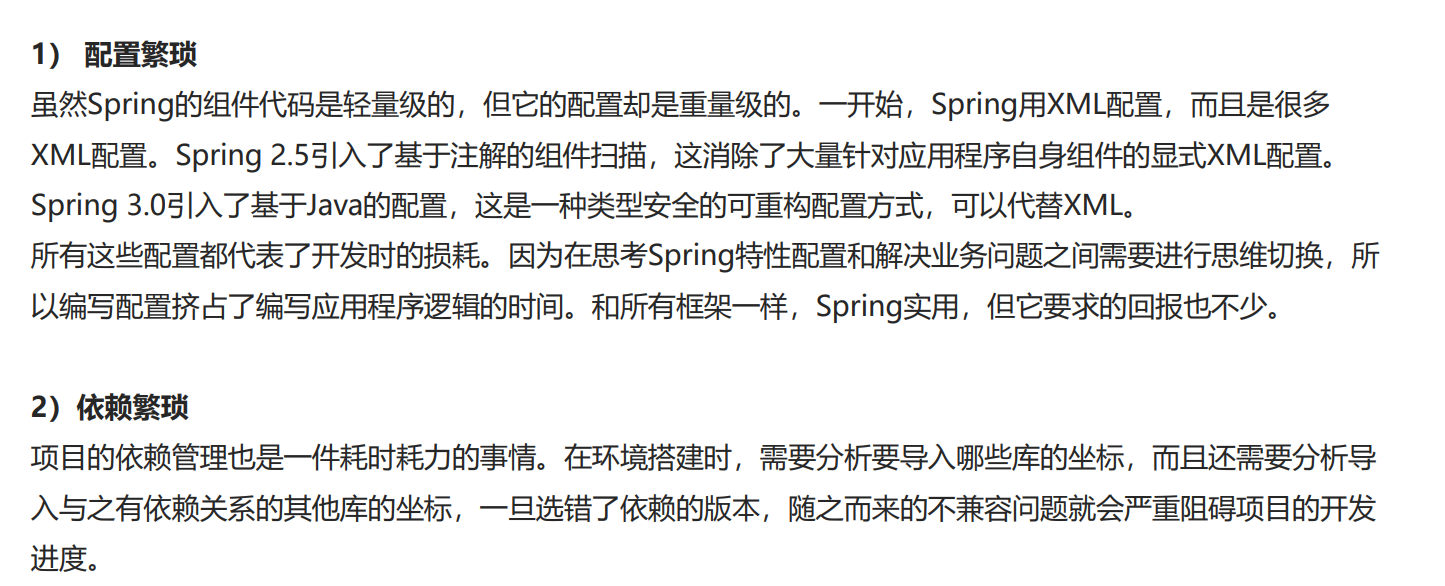 1） 配置繁琐
虽然Spring的组件代码是轻量级的，但它的配置却是重量级的。一开始，Spring用XML配置，而且是很多
XML配置。Spring 2.5引入了基于注解的组件扫描，这消除了大量针对应用程序自身组件的显式XML配置。
Spring 3.0引入了基于Java的配置，这是一种类型安全的可重构配置方式，可以代替XML。
所有这些配置都代表了开发时的损耗。因为在思考Spring特性配置和解决业务问题之间需要进行思维切换，所
以编写配置挤占了编写应用程序逻辑的时间。和所有框架一样，Spring实用，但它要求的回报也不少。
2）依赖繁琐
项目的依赖管理也是一件耗时耗力的事情。在环境搭建时，需要分析要导入哪些库的坐标，而且还需要分析导
入与之有依赖关系的其他库的坐标，一旦选错了依赖的版本，随之而来的不兼容问题就会严重阻碍项目的开发
进度。